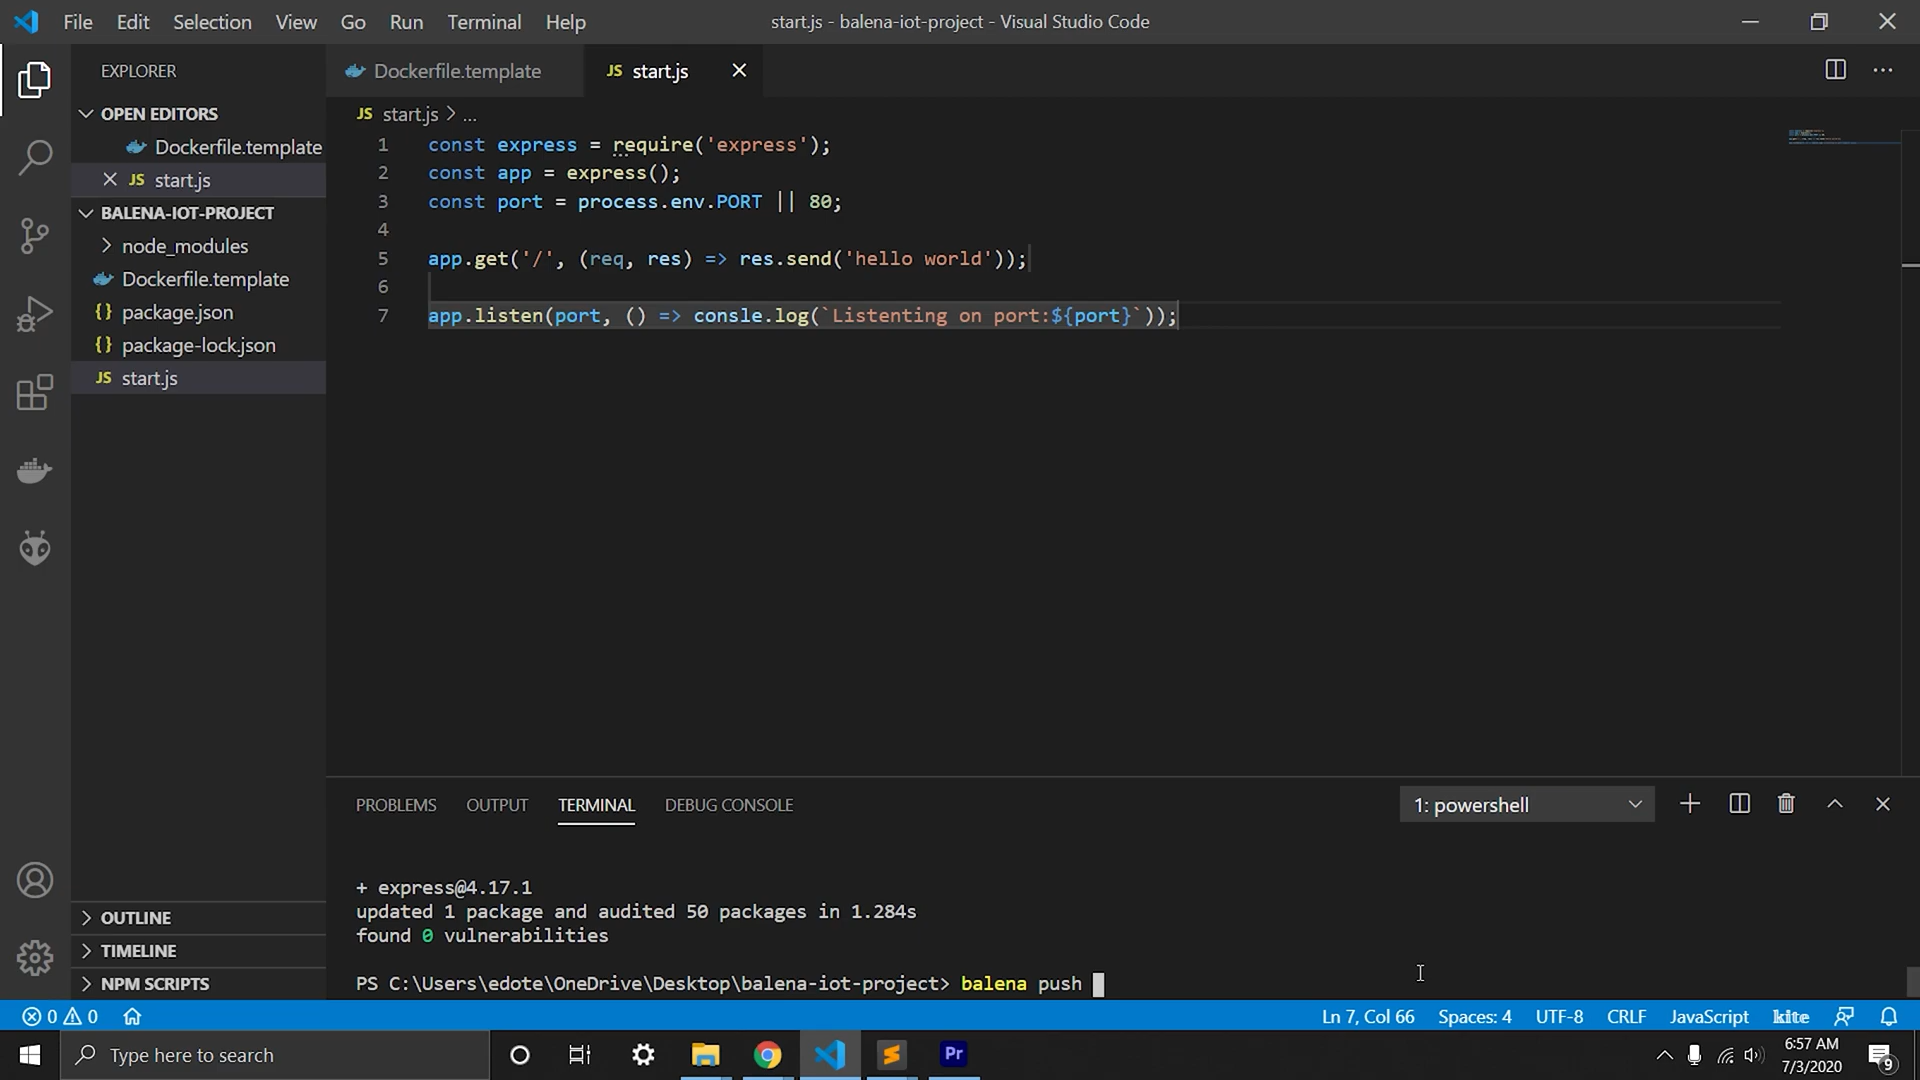 File Edit Selection View Go Run Terminal Help
start.js - balena-iot-project - Visual Studio Code
EXPLORER
OPEN EDITORS
Dockerfile.template
JS start.js
BALENA-IOT-PROJECT
node_modules
Dockerfile.template
{} package.json
{} package-lock.json
JS start.js
OUTLINE
TIMELINE
NPM SCRIPTS
Dockerfile.template
JS start.js
JS start.js > ...
1 const express = require('express');
2 const app = express();
3 const port = process.env.PORT || 80;
4
5 app.get('/', (req, res) => res.send('hello world'));
6
7 app.listen(port, () => consle.log(`Listenting on port:${port}`));
PROBLEMS OUTPUT TERMINAL DEBUG CONSOLE
1: powershell
+ express@4.17.1
updated 1 package and audited 50 packages in 1.284s
found 0 vulnerabilities
PS C:\Users\edote\OneDrive\Desktop\balena-iot-project> balena push
0 0
Ln 7, Col 66 Spaces: 4 UTF-8 CRLF JavaScript kite
Type here to search
Pr
6:57 AM
7/3/2020
9